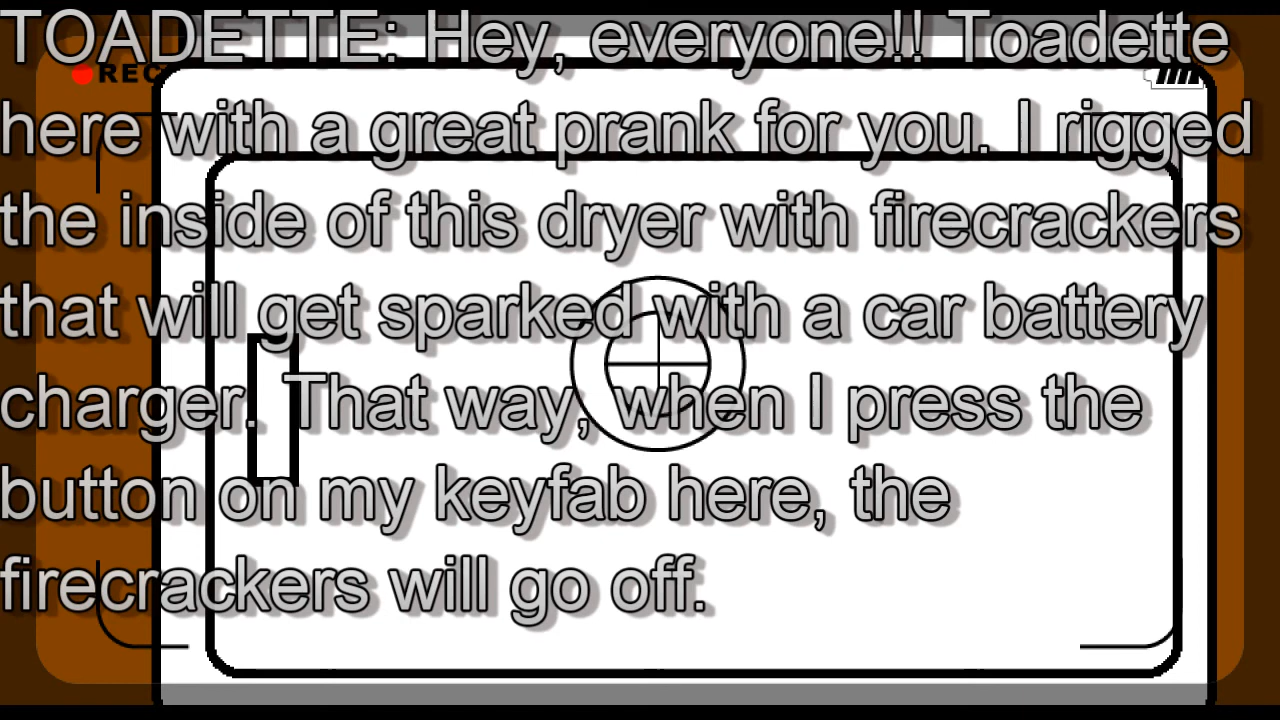 TOADETTE: Hey, everyone!! Toadette
REC
here with a great prank for you. I rigged
the inside of this dryer with firecrackers
that will get sparked with a car battery
charger. That way, when I press the
button on my keyfab here, the
firecrackers will go off.